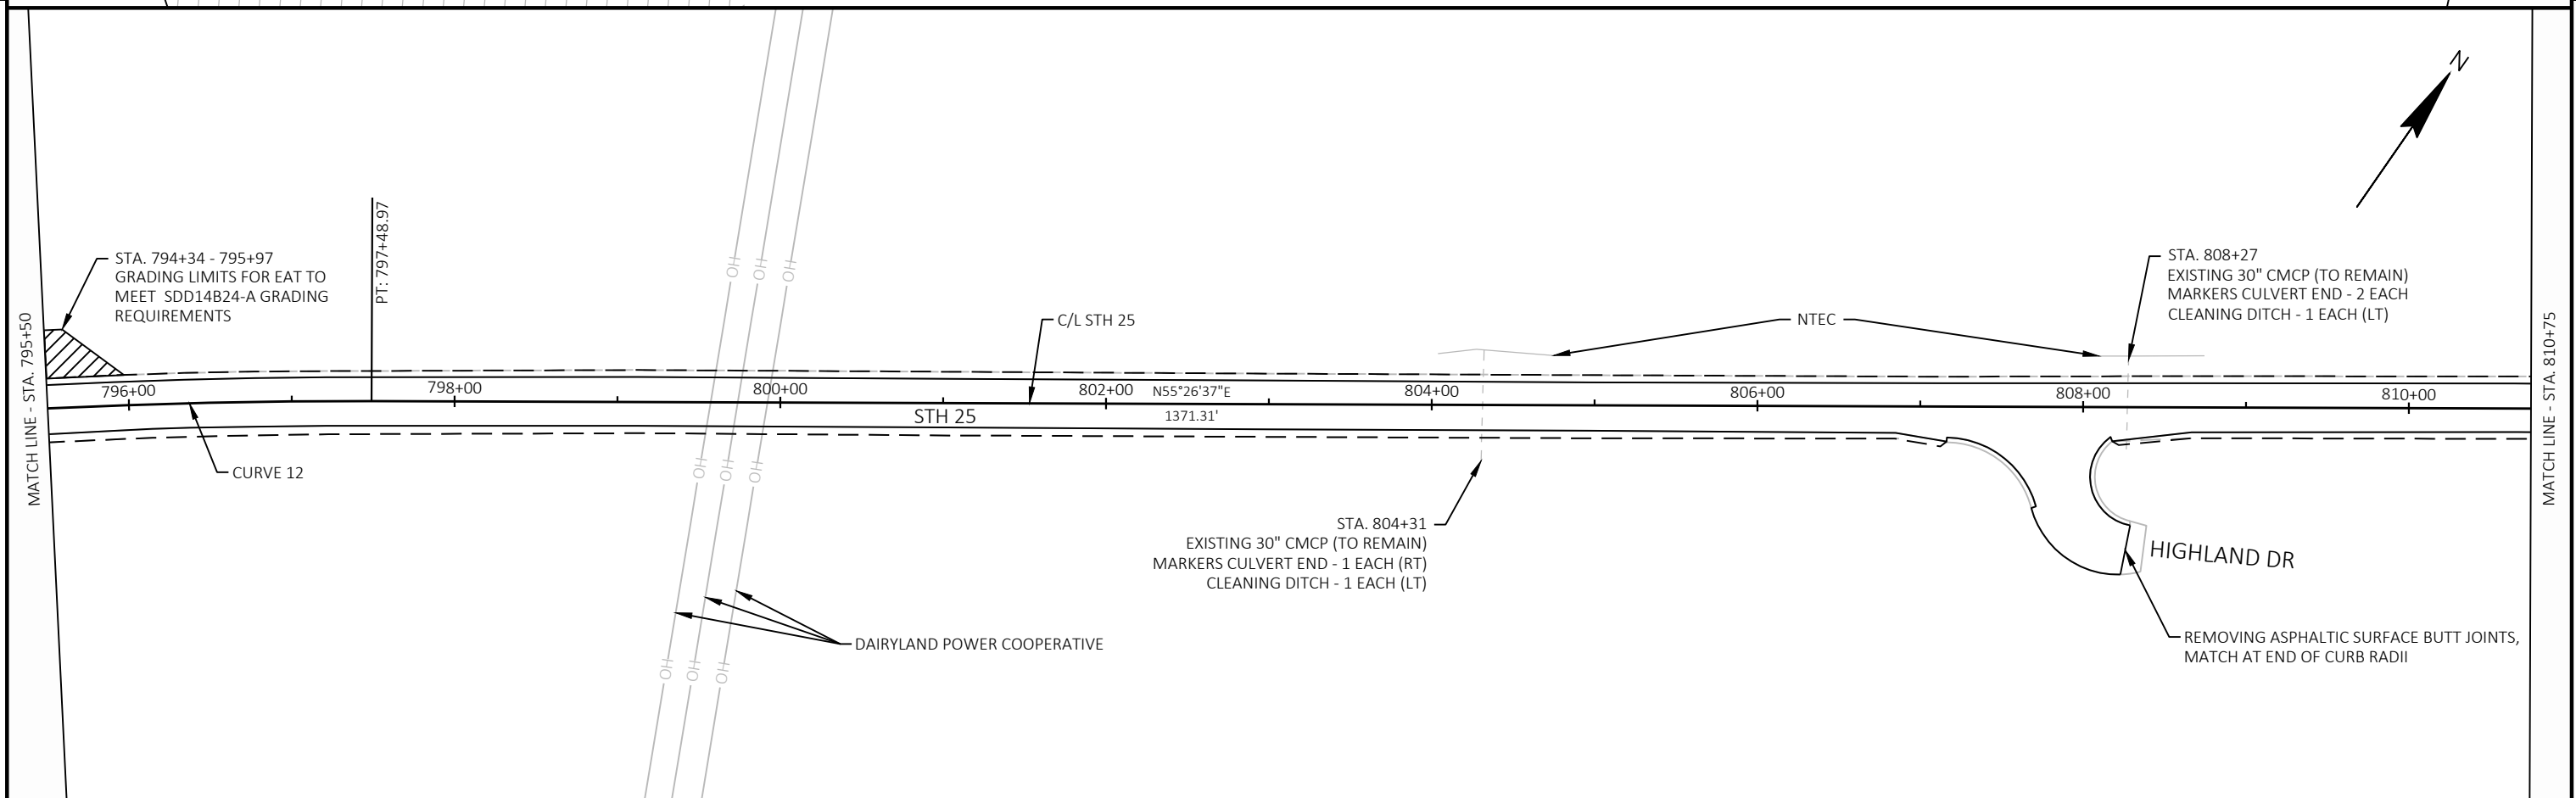 N
STA. 794+34 - 795+97
GRADING LIMITS FOR EAT TO
MEET SDD14B24-A GRADING
REQUIREMENTS
PT: 797+48.97
OH OH OH
STA. 808+27
EXISTING 30" CMCP (TO REMAIN)
MARKERS CULVERT END - 2 EACH
CLEANING DITCH - 1 EACH (LT)
C/L STH 25
NTEC
MATCH LINE - STA. 795+50
MATCH LINE - STA. 810+75
796+00 798+00 800+00 802+00 N55°26'37"E 804+00 806+00 808+00 810+00
STH 25 1371.31'
CURVE 12
OH OH OH
STA. 804+31
EXISTING 30" CMCP (TO REMAIN)
MARKERS CULVERT END - 1 EACH (RT)
CLEANING DITCH - 1 EACH (LT)
HIGHLAND DR
DAIRYLAND POWER COOPERATIVE
OH OH OH
REMOVING ASPHALTIC SURFACE BUTT JOINTS,
MATCH AT END OF CURB RADII